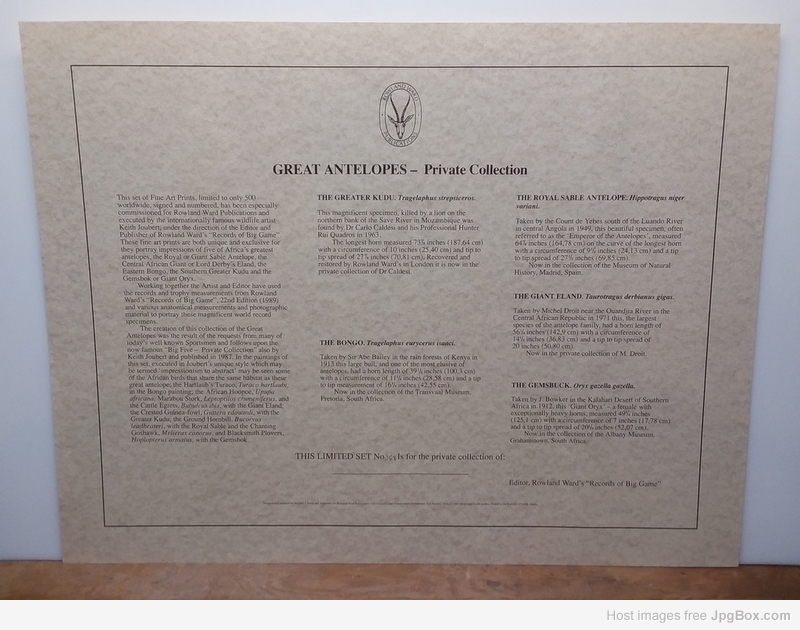 ROWLAND WARD
PUBLICATIONS
GREAT ANTELOPES – Private Collection
This set of Fine Art Prints, limited to only 500
worldwide, signed and numbered, has been especially
commissioned for Rowland Ward Publications and
executed by the internationally famous wildlife artist
Keith Joubert, under the direction of the Editor and
Publisher of Rowland Ward's "Records of Big Game"
These fine art prints are both unique and exclusive for
they portray impressions of five of Africa's greatest
antelopes, the Royal or Giant Sable Antelope, the
Central African Giant or Lord Derby's Eland, the
Eastern Bongo, the Southern Greater Kudu and the
Gemsbok or Giant Oryx.
Working together the Artist and Editor have used
the records and trophy measurements from Rowland
Ward's "Records of Big Game", 22nd Edition (1989)
and various anatomical measurements and photographic
material to portray these magnificent world record
specimens.
The creation of this collection of the Great
Antelopes was the result of the requests from many of
today's well known Sportsmen and follows upon the
now famous "Big Five – Private Collection" also by
Keith Joubert and published in 1987. In the paintings of
this set, executed in Joubert's unique style which may
be termed 'impressionism to abstract' may be seen some
of the African birds that share the same habitat as these
great antelope; the Hartlaub's Turaco, Turaco hartlaubi,
in the Bongo painting; the African Hoopoe, Upupa
africana, Marabou Stork, Leptoptilos crumeniferus, and
the Cattle Egrets, Bubulcus ibis, with the Giant Eland;
the Crested Guinea-fowl, Guttera edouardi, with the
Greater Kudu; the Ground Hornbill, Bucorvus
leadbeateri, with the Royal Sable and the Chanting
Goshawk, Melierax canorus, and Blacksmith Plovers,
Hoplopterus armatus, with the Gemsbok.
THE GREATER KUDU. Tragelaphus strepsiceros.
This magnificent specimen, killed by a lion on the
northern bank of the Save River in Mozambique was
found by Dr Carlo Caldesi and his Professional Hunter
Rui Quadros in 1963.
The longest horn measured 73⅞ inches (187,64 cm)
with a circumference of 10 inches (25,40 cm) and tip to
tip spread of 27⅞ inches (70,81 cm). Recovered and
restored by Rowland Ward's in London it is now in the
private collection of Dr Caldesi.
THE BONGO. Tragelaphus eurycerus isaaci.
Taken by Sir Abe Bailey in the rain forests of Kenya in
1913 this large bull, and one of the most elusive of
antelopes, had a horn length of 39½ inches (100,3 cm)
with a circumference of 11¼ inches (28,58 cm) and a tip
to tip measurement of 16¾ inches (42,55 cm).
Now in the collection of the Transvaal Museum,
Pretoria, South Africa.
THE ROYAL SABLE ANTELOPE. Hippotragus niger
variani.
Taken by the Count de Yebes south of the Luando River
in central Angola in 1949, this beautiful specimen, often
referred to as the 'Emperor of the Antelopes', measured
64⅞ inches (164,78 cm) on the curve of the longest horn
with a circumference of 9½ inches (24,13 cm) and a tip
to tip spread of 27½ inches (69,85 cm).
Now in the collection of the Museum of Natural
History, Madrid, Spain.
THE GIANT ELAND. Taurotragus derbianus gigas.
Taken by Michel Droit near the Ouandjia River in the
Central African Republic in 1971 this, the largest
species of the antelope family, had a horn length of
56¼ inches (142,9 cm) with a circumference of
14½ inches (36,83 cm) and a tip to tip spread of
20 inches (50,80 cm).
Now in the private collection of M. Droit.
THE GEMSBUCK. Oryx gazella gazella.
Taken by J. Bowker in the Kalahari Desert of Southern
Africa in 1912, this 'Giant Oryx' – a female with
exceptionally heavy horns, measured 49¼ inches
(125,1 cm) with a circumference of 7 inches (17,78 cm)
and a tip to tip spread of 20½ inches (52,07 cm).
Now in the collection of the Albany Museum,
Grahamstown, South Africa.
THIS LIMITED SET No. is for the private collection of:
Editor, Rowland Ward's "Records of Big Game"
Host images free JpgBox.com